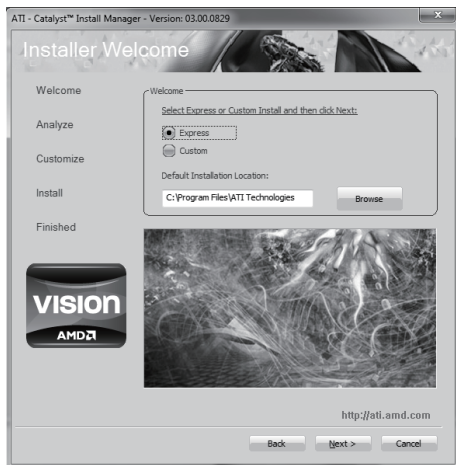 ATI - Catalyst™ Install Manager - Version: 03.00.0829
Installer Welcome
Welcome
Analyze
Customize
Install
Finished
Welcome
Select Express or Custom Install and then click Next:
Express
Custom
Default Installation Location:
C:\Program Files\ATI Technologies
Browse
VISION
AMD
http://ati.amd.com
Back
Next >
Cancel